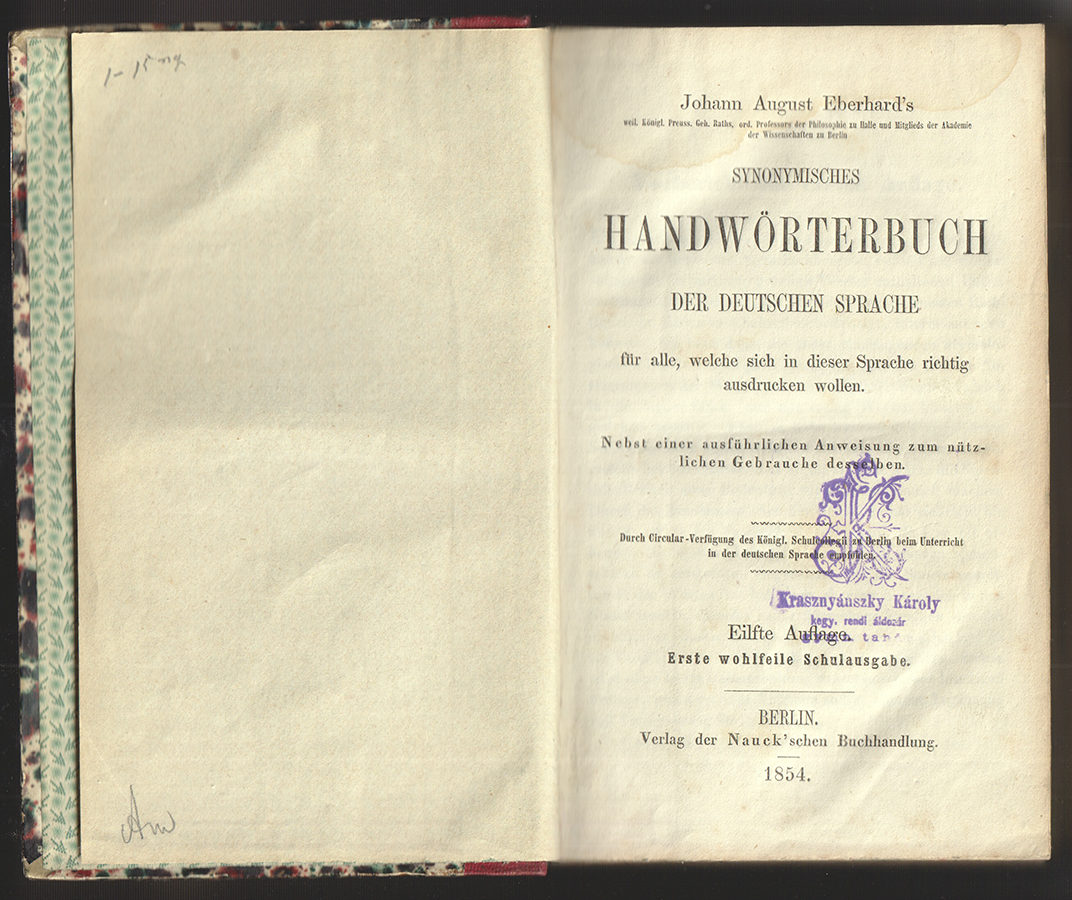 Johann August Eberhard's
weil. Königl. Preuss. Geh. Raths, ord. Professors der Philosophie zu Halle und Mitglieds der Akademie
der Wissenschaften zu Berlin
SYNONYMISCHES
HANDWÖRTERBUCH
DER DEUTSCHEN SPRACHE
für alle, welche sich in dieser Sprache richtig
ausdrucken wollen.
Nebst einer ausführlichen Anweisung zum nütz-
lichen Gebrauche desselben.
Durch Circular-Verfügung des Königl. Schulcollegii zu Berlin beim Unterricht
in der deutschen Sprache empfohlen.
Krasznyánszky Károly
kegy. rendi áldozár
Eilfte Auflage.
Erste wohlfeile Schulausgabe.
BERLIN.
Verlag der Nauck'schen Buchhandlung.
1854.